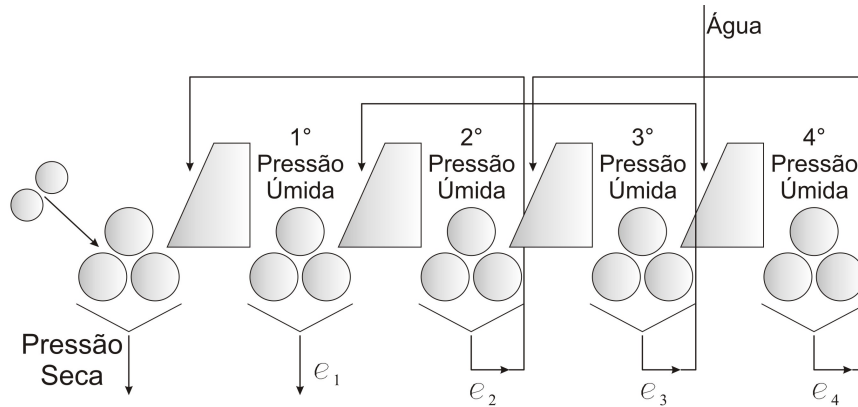 Água
1°
Pressão
Úmida
2°
Pressão
Úmida
3°
Pressão
Úmida
4°
Pressão
Úmida
Pressão
Seca
e1
e2
e3
e4